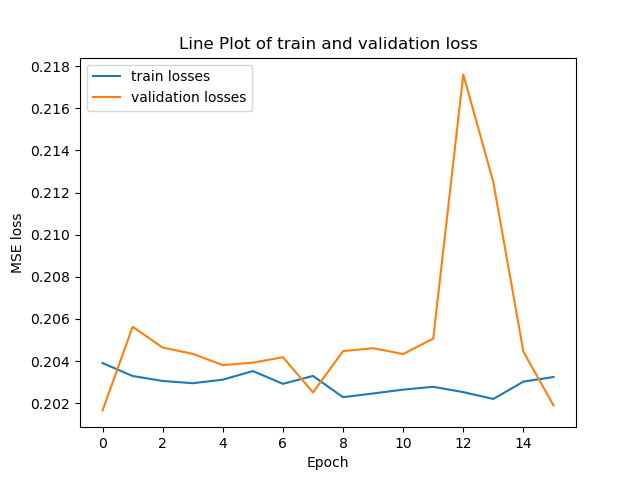 Line Plot of train and validation loss
train losses
validation losses
0.218
0.216
0.214
0.212
0.210
0.208
0.206
0.204
0.202
MSE loss
0 2 4 6 8 10 12 14
Epoch